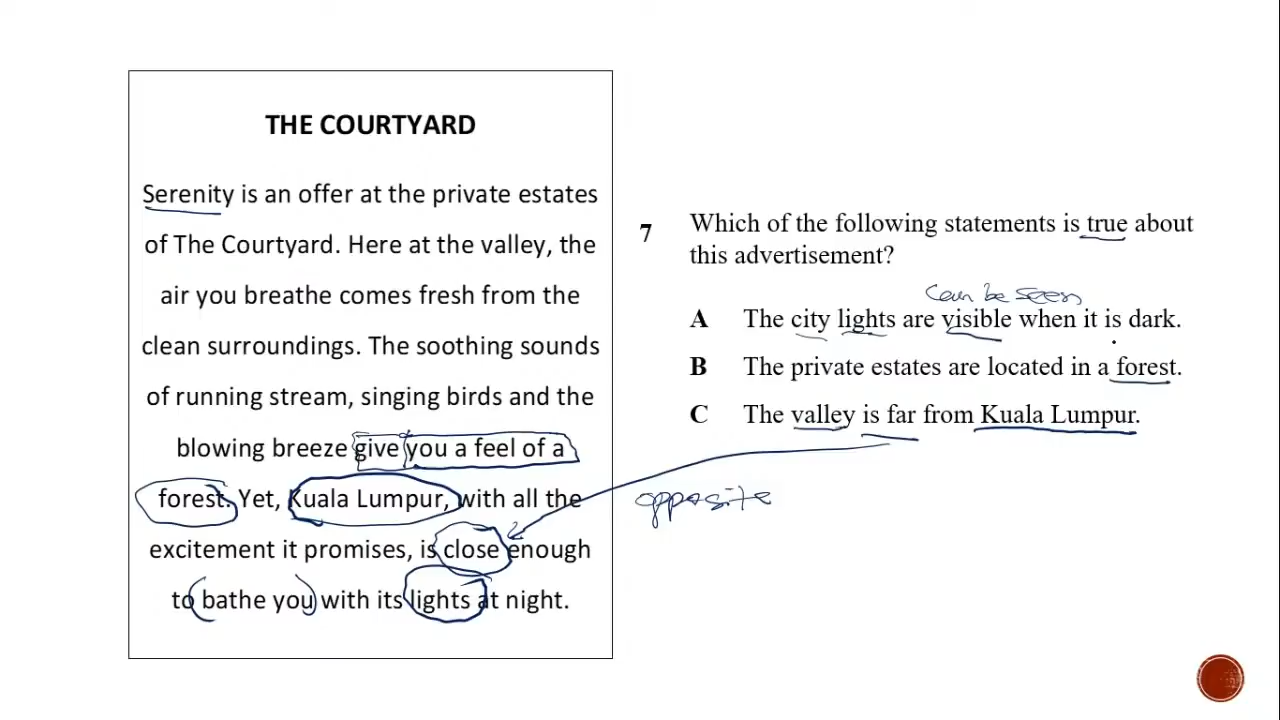 THE COURTYARD
Serenity is an offer at the private estates
of The Courtyard. Here at the valley, the
air you breathe comes fresh from the
clean surroundings. The soothing sounds
of running stream, singing birds and the
blowing breeze give you a feel of a
forest. Yet, Kuala Lumpur, with all the
excitement it promises, is close enough
to bathe you with its lights at night.
7 Which of the following statements is true about
this advertisement?
can be seen
A The city lights are visible when it is dark.
B The private estates are located in a forest.
C The valley is far from Kuala Lumpur.
opposite